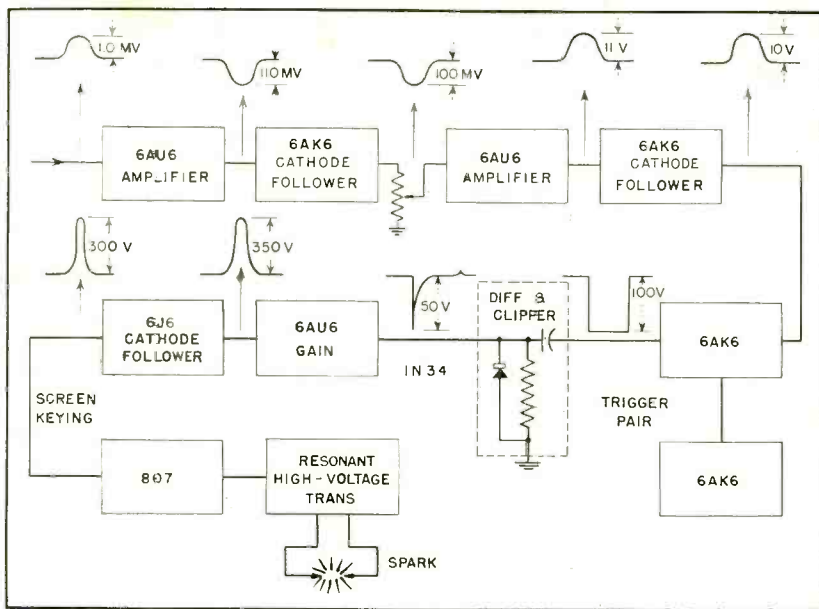 1.0 MV
110 MV
100 MV
11 V
10 V
6AU6
AMPLIFIER
6AK6
CATHODE
FOLLOWER
6AU6
AMPLIFIER
6AK6
CATHODE
FOLLOWER
300 V
350 V
50V
DIFF &
CLIPPER
100V
6J6
CATHODE
FOLLOWER
6AU6
GAIN
6AK6
IN34
SCREEN
KEYING
TRIGGER
PAIR
807
RESONANT
HIGH-VOLTAGE
TRANS
6AK6
SPARK